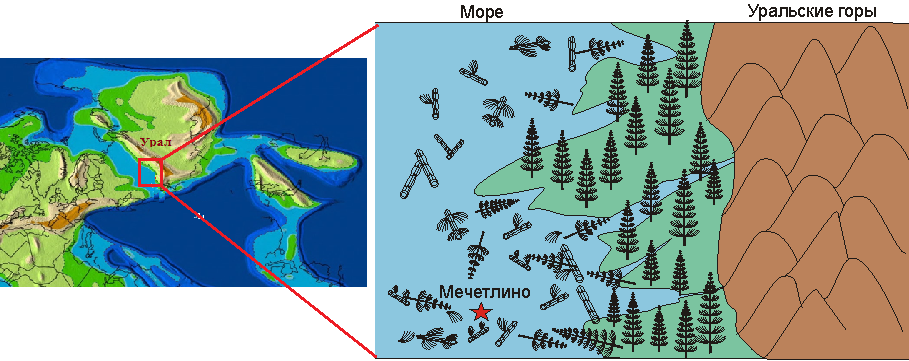 Море
Уральские горы
Урал
Мечетлино